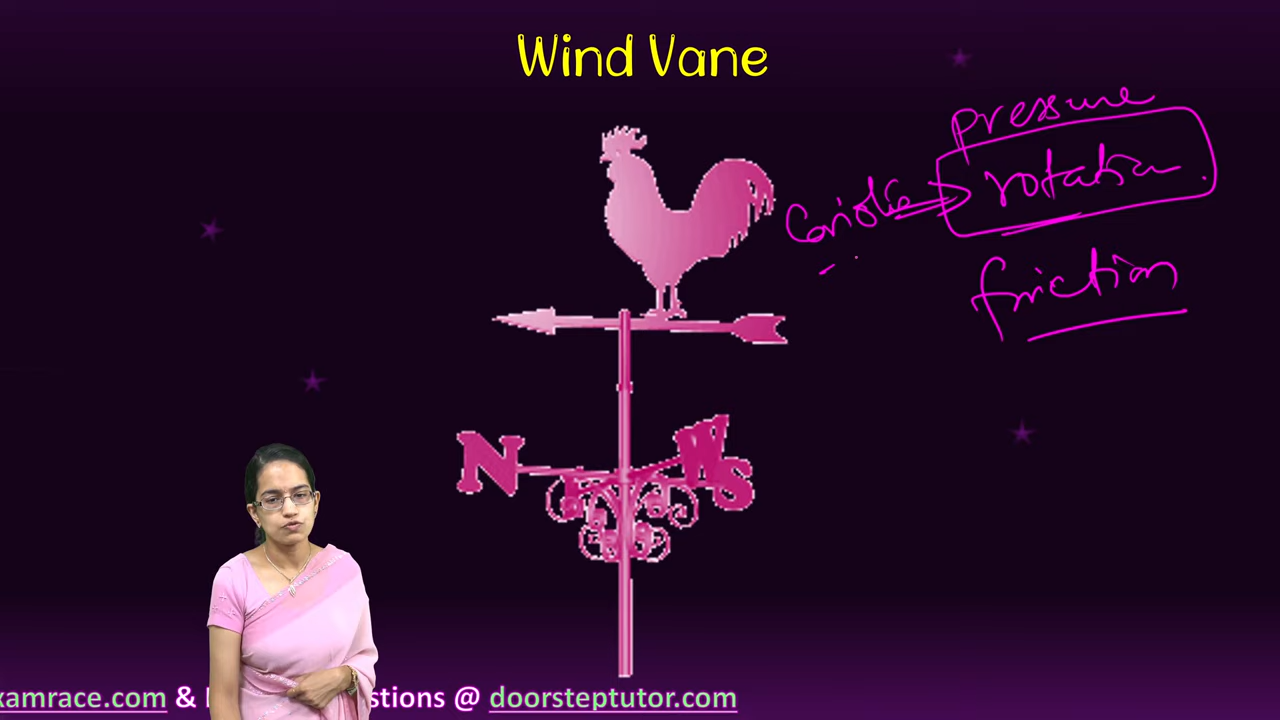 Wind Vane
pressure
rotation
Coriolis
friction
N
W
S
xamrace.com & stions @ doorsteptutor.com